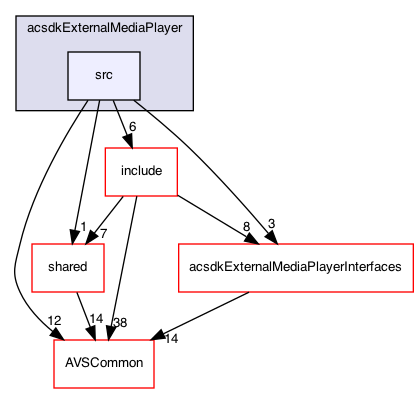 acsdkExternalMediaPlayer
src
6
include
1
7
8
3
shared
acsdkExternalMediaPlayerInterfaces
12
14
38
14
AVSCommon